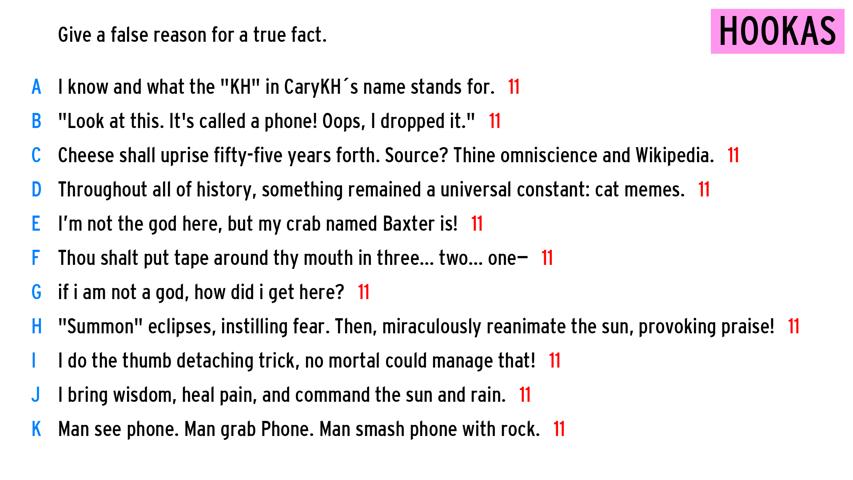 Give a false reason for a true fact.
HOOKAS
A I know and what the "KH" in CaryKH´s name stands for. 11
B "Look at this. It's called a phone! Oops, I dropped it." 11
C Cheese shall uprise fifty-five years forth. Source? Thine omniscience and Wikipedia. 11
D Throughout all of history, something remained a universal constant: cat memes. 11
E I’m not the god here, but my crab named Baxter is! 11
F Thou shalt put tape around thy mouth in three... two... one— 11
G if i am not a god, how did i get here? 11
H "Summon" eclipses, instilling fear. Then, miraculously reanimate the sun, provoking praise! 11
I I do the thumb detaching trick, no mortal could manage that! 11
J I bring wisdom, heal pain, and command the sun and rain. 11
K Man see phone. Man grab Phone. Man smash phone with rock. 11